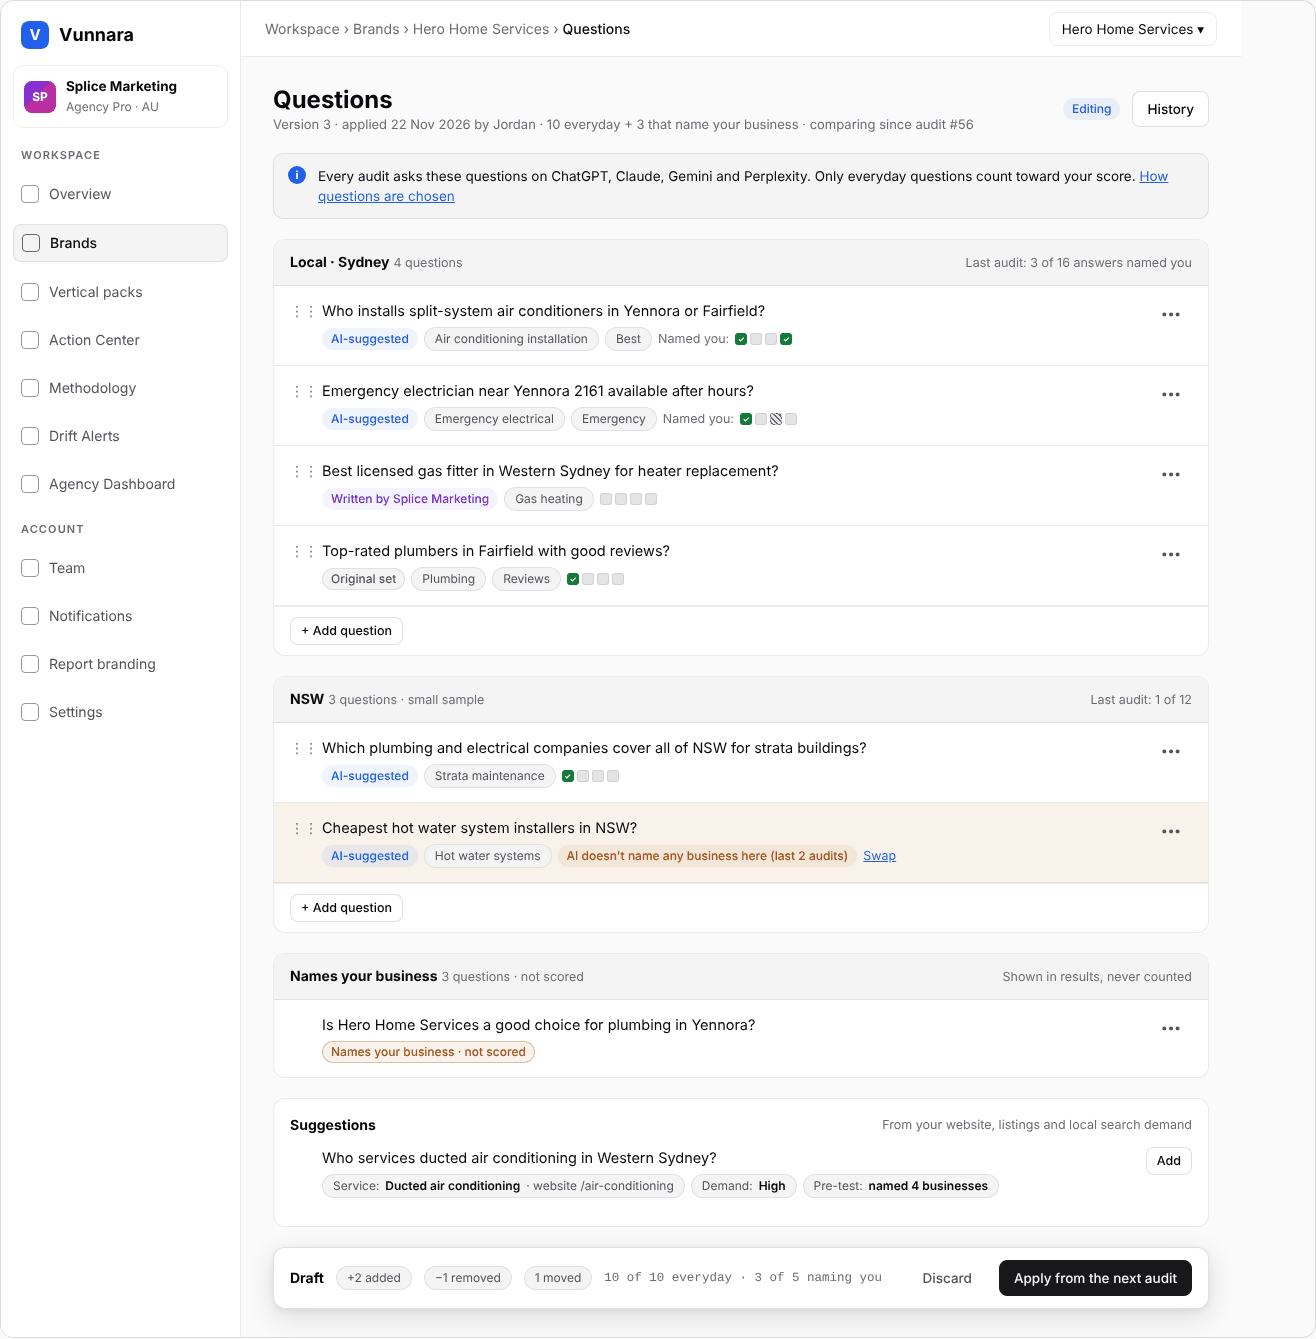 V Vunnara
SP Splice Marketing
Agency Pro · AU
WORKSPACE
Overview
Brands
Vertical packs
Action Center
Methodology
Drift Alerts
Agency Dashboard
ACCOUNT
Team
Notifications
Report branding
Settings
Workspace › Brands › Hero Home Services › Questions
Hero Home Services ▾
Questions
Version 3 · applied 22 Nov 2026 by Jordan · 10 everyday + 3 that name your business · comparing since audit #56
Editing
History
i Every audit asks these questions on ChatGPT, Claude, Gemini and Perplexity. Only everyday questions count toward your score. How
questions are chosen
Local · Sydney 4 questions
Last audit: 3 of 16 answers named you
Who installs split-system air conditioners in Yennora or Fairfield?
AI-suggested Air conditioning installation Best Named you:
Emergency electrician near Yennora 2161 available after hours?
AI-suggested Emergency electrical Emergency Named you:
Best licensed gas fitter in Western Sydney for heater replacement?
Written by Splice Marketing Gas heating
Top-rated plumbers in Fairfield with good reviews?
Original set Plumbing Reviews
+ Add question
NSW 3 questions · small sample
Last audit: 1 of 12
Which plumbing and electrical companies cover all of NSW for strata buildings?
AI-suggested Strata maintenance
Cheapest hot water system installers in NSW?
AI-suggested Hot water systems AI doesn't name any business here (last 2 audits) Swap
+ Add question
Names your business 3 questions · not scored
Shown in results, never counted
Is Hero Home Services a good choice for plumbing in Yennora?
Names your business · not scored
Suggestions
From your website, listings and local search demand
Who services ducted air conditioning in Western Sydney?
Add
Service: Ducted air conditioning · website /air-conditioning Demand: High Pre-test: named 4 businesses
Draft +2 added −1 removed 1 moved 10 of 10 everyday · 3 of 5 naming you Discard Apply from the next audit